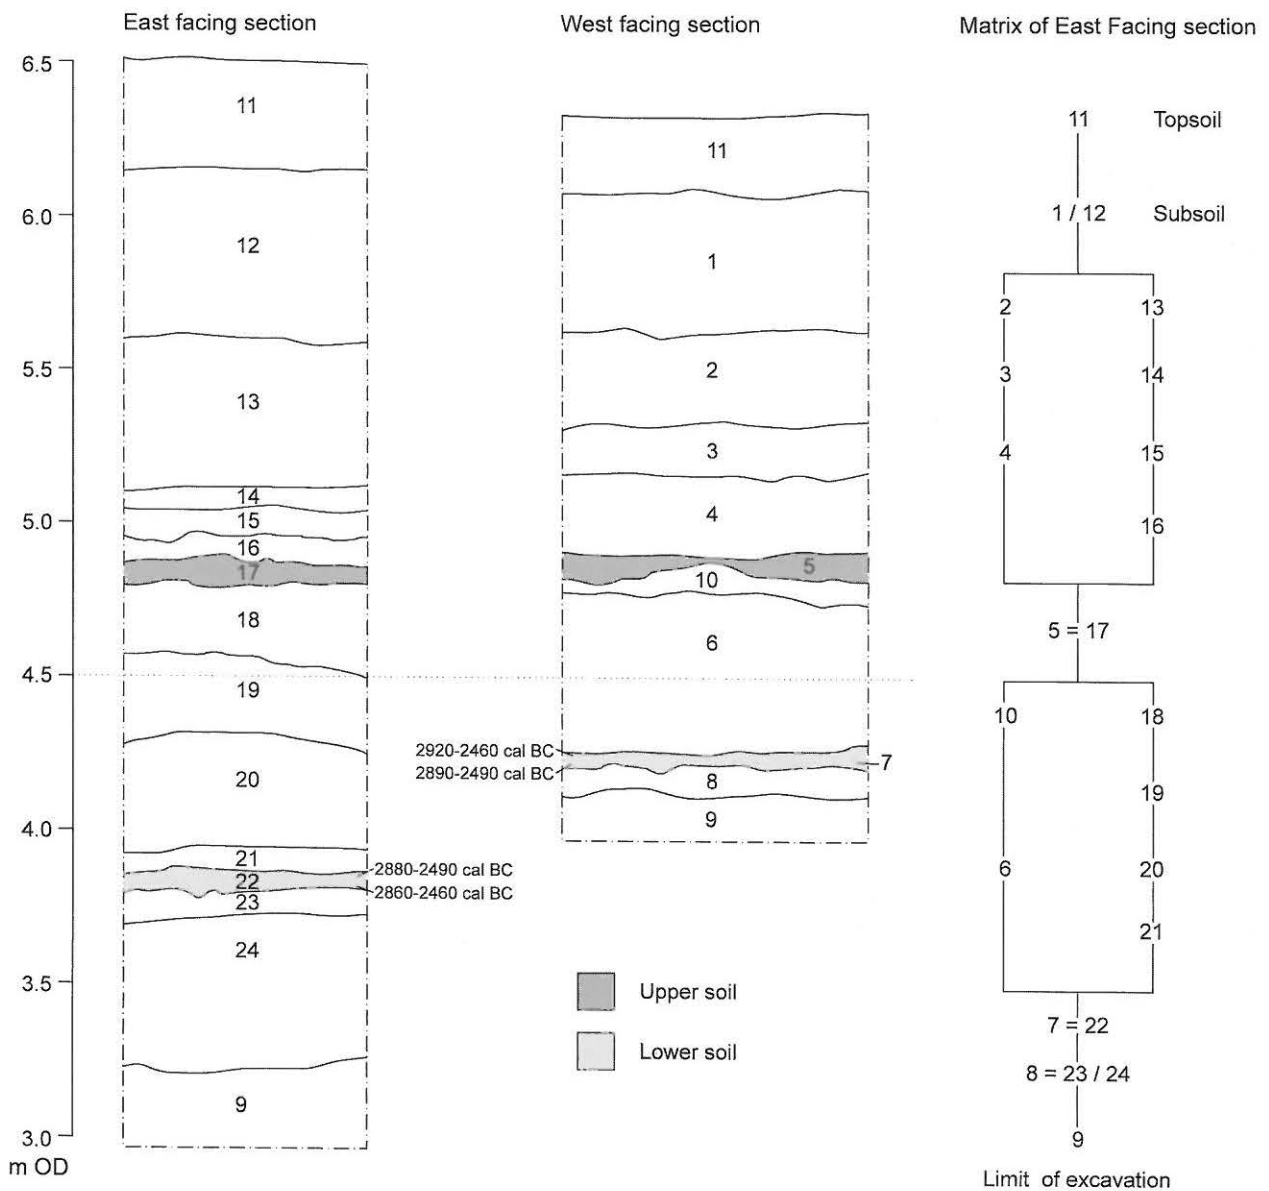 East facing section
West facing section
Matrix of East Facing section
6.5
6.0
5.5
5.0
4.5
4.0
3.5
3.0
m OD
11
12
13
14
15
16
17
18
19
20
21
22
23
24
9
2880-2490 cal BC
2860-2460 cal BC
11
1
2
3
4
5
10
6
2920-2460 cal BC
2890-2490 cal BC
7
8
9
Upper soil
Lower soil
11 Topsoil
1 / 12 Subsoil
2 13
3 14
4 15
16
5 = 17
10 18
19
6 20
21
7 = 22
8 = 23 / 24
9
Limit of excavation